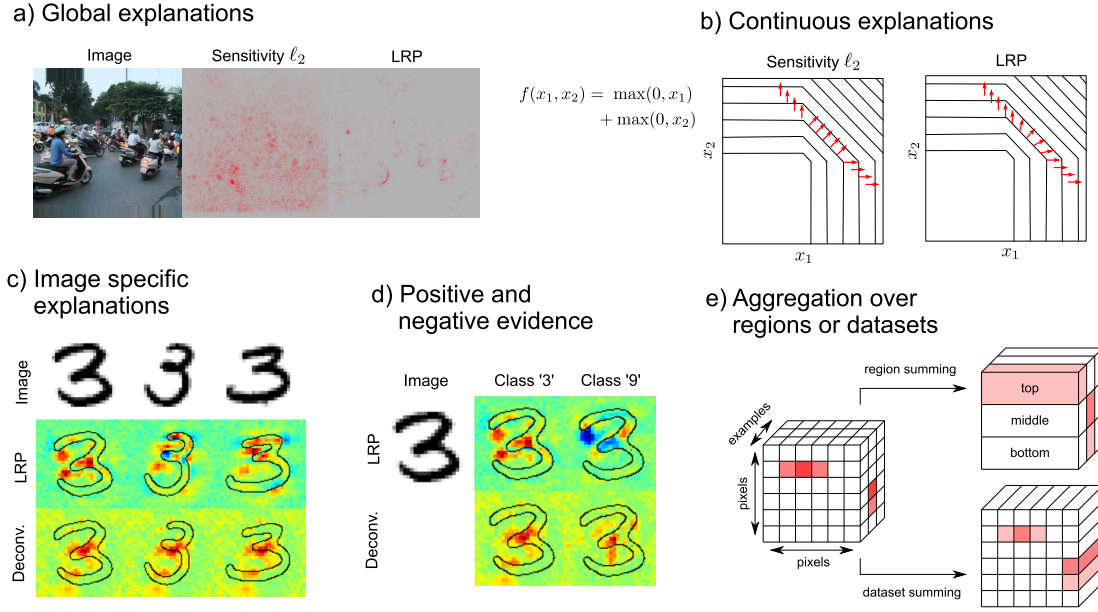 a) Global explanations
Image
Sensitivity ℓ₂
LRP
b) Continuous explanations
Sensitivity ℓ₂
LRP
f(x₁, x₂) = max(0, x₁)
+ max(0, x₂)
x₂
x₁
x₂
x₁
c) Image specific
explanations
Image
LRP
Deconv.
d) Positive and
negative evidence
Image
Class '3'
Class '9'
LRP
Deconv.
e) Aggregation over
regions or datasets
region summing
examples
pixels
pixels
top
middle
bottom
dataset summing